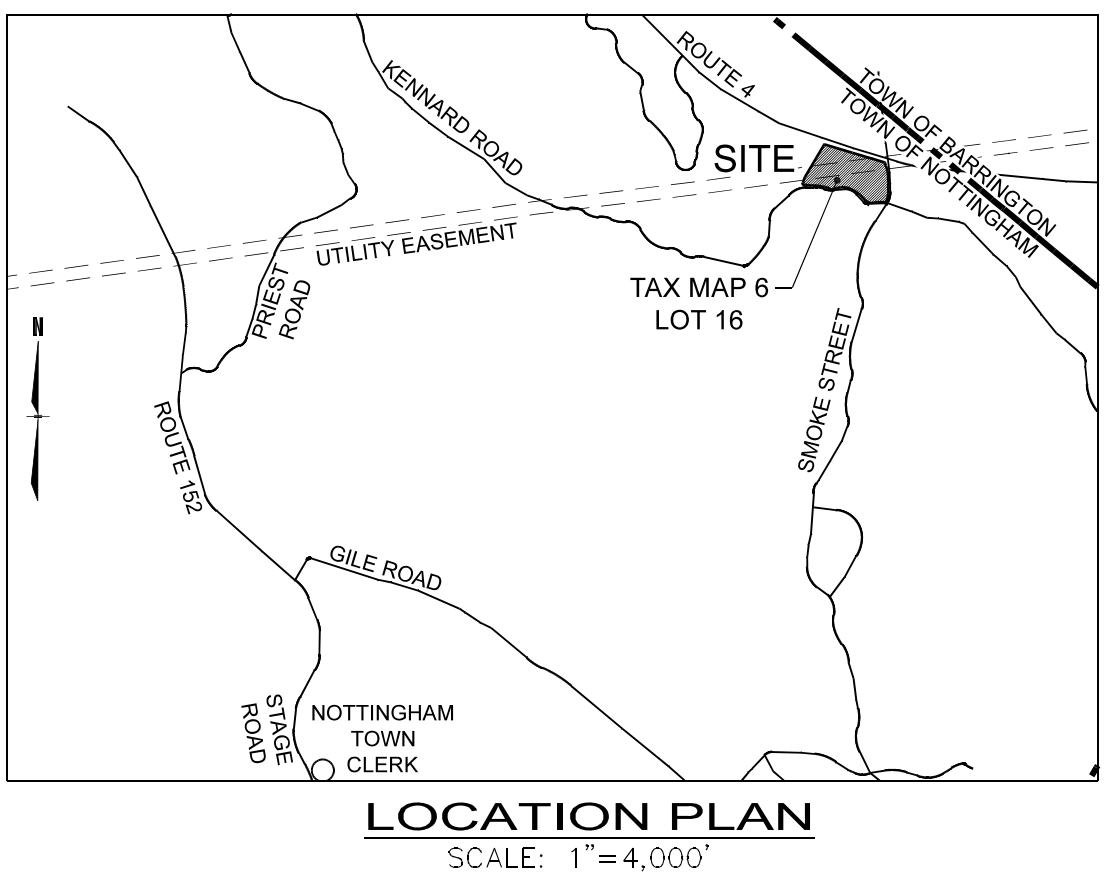 ROUTE 4
KENNARD ROAD
TOWN OF BARRINGTON
TOWN OF NOTTINGHAM
SITE
UTILITY EASEMENT
PRIEST
ROAD
TAX MAP 6
LOT 16
N
SMOKE STREET
ROUTE 152
GILE ROAD
STAGE
ROAD
NOTTINGHAM
TOWN
CLERK
LOCATION PLAN
SCALE: 1"=4,000'